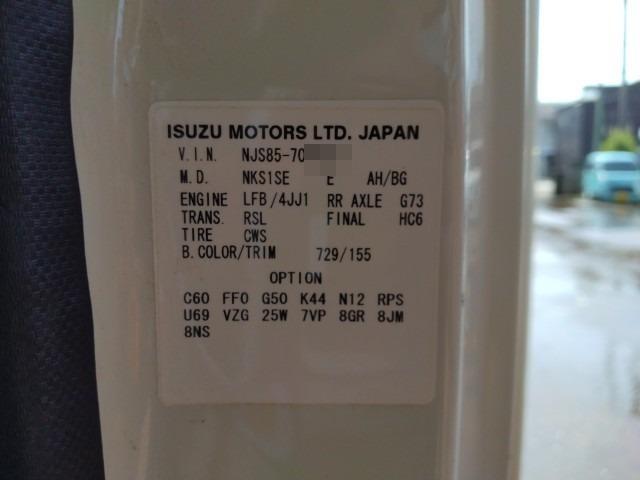 ISUZU MOTORS LTD. JAPAN
V.I.N. NJS85-70
M.D. NKS1SE E AH/BG
ENGINE LFB/4JJ1 RR AXLE G73
TRANS. RSL FINAL HC6
TIRE CWS
B.COLOR/TRIM 729/155
OPTION
C60 FF0 G50 K44 N12 RPS
U69 VZG 25W 7VP 8GR 8JM
8NS